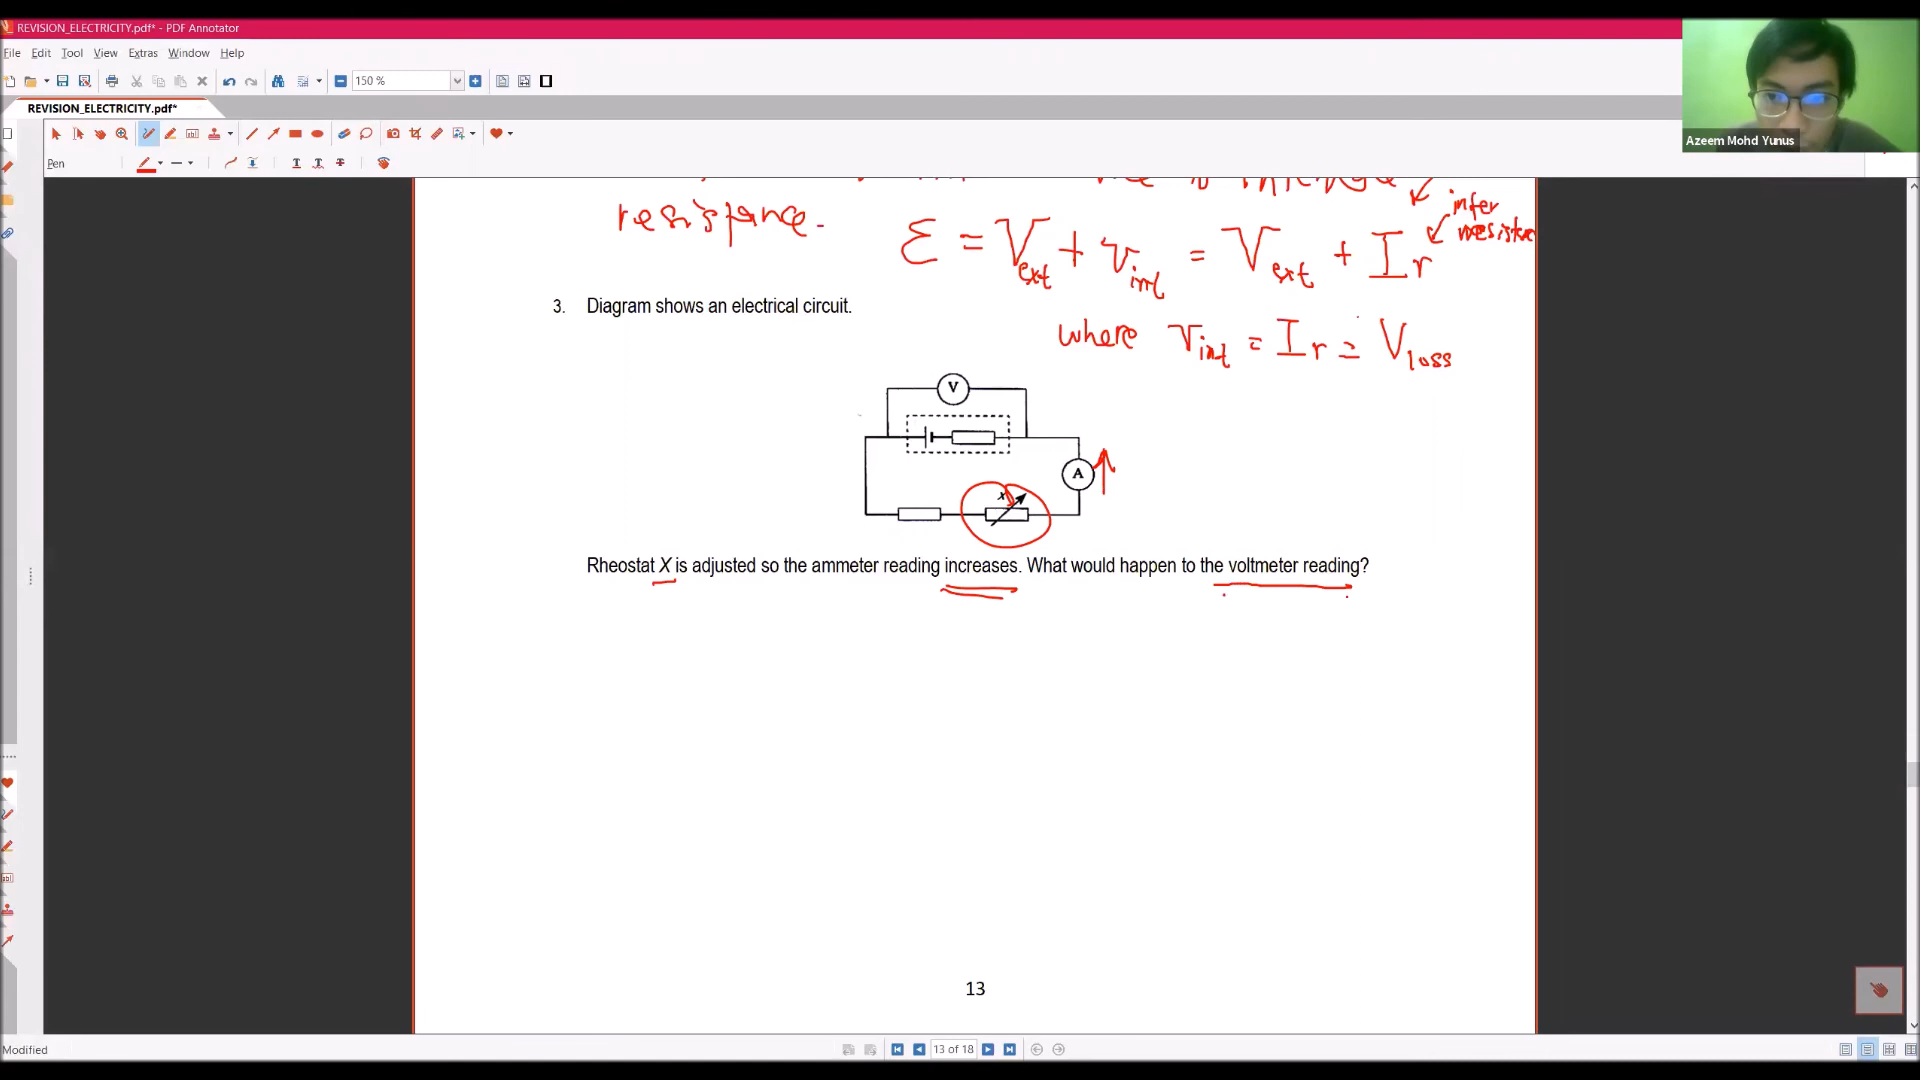 REVISION_ELECTRICITY.pdf* - PDF Annotator
File Edit Tool View Extras Window Help
150 %
REVISION_ELECTRICITY.pdf*
Azeem Mohd Yunus
Pen
resistance.
ε = Vext + vint = Vext + Ir
3. Diagram shows an electrical circuit.
where vint = Ir = Vloss
V
A
X
Rheostat X is adjusted so the ammeter reading increases. What would happen to the voltmeter reading?
13
Modified
13 of 18